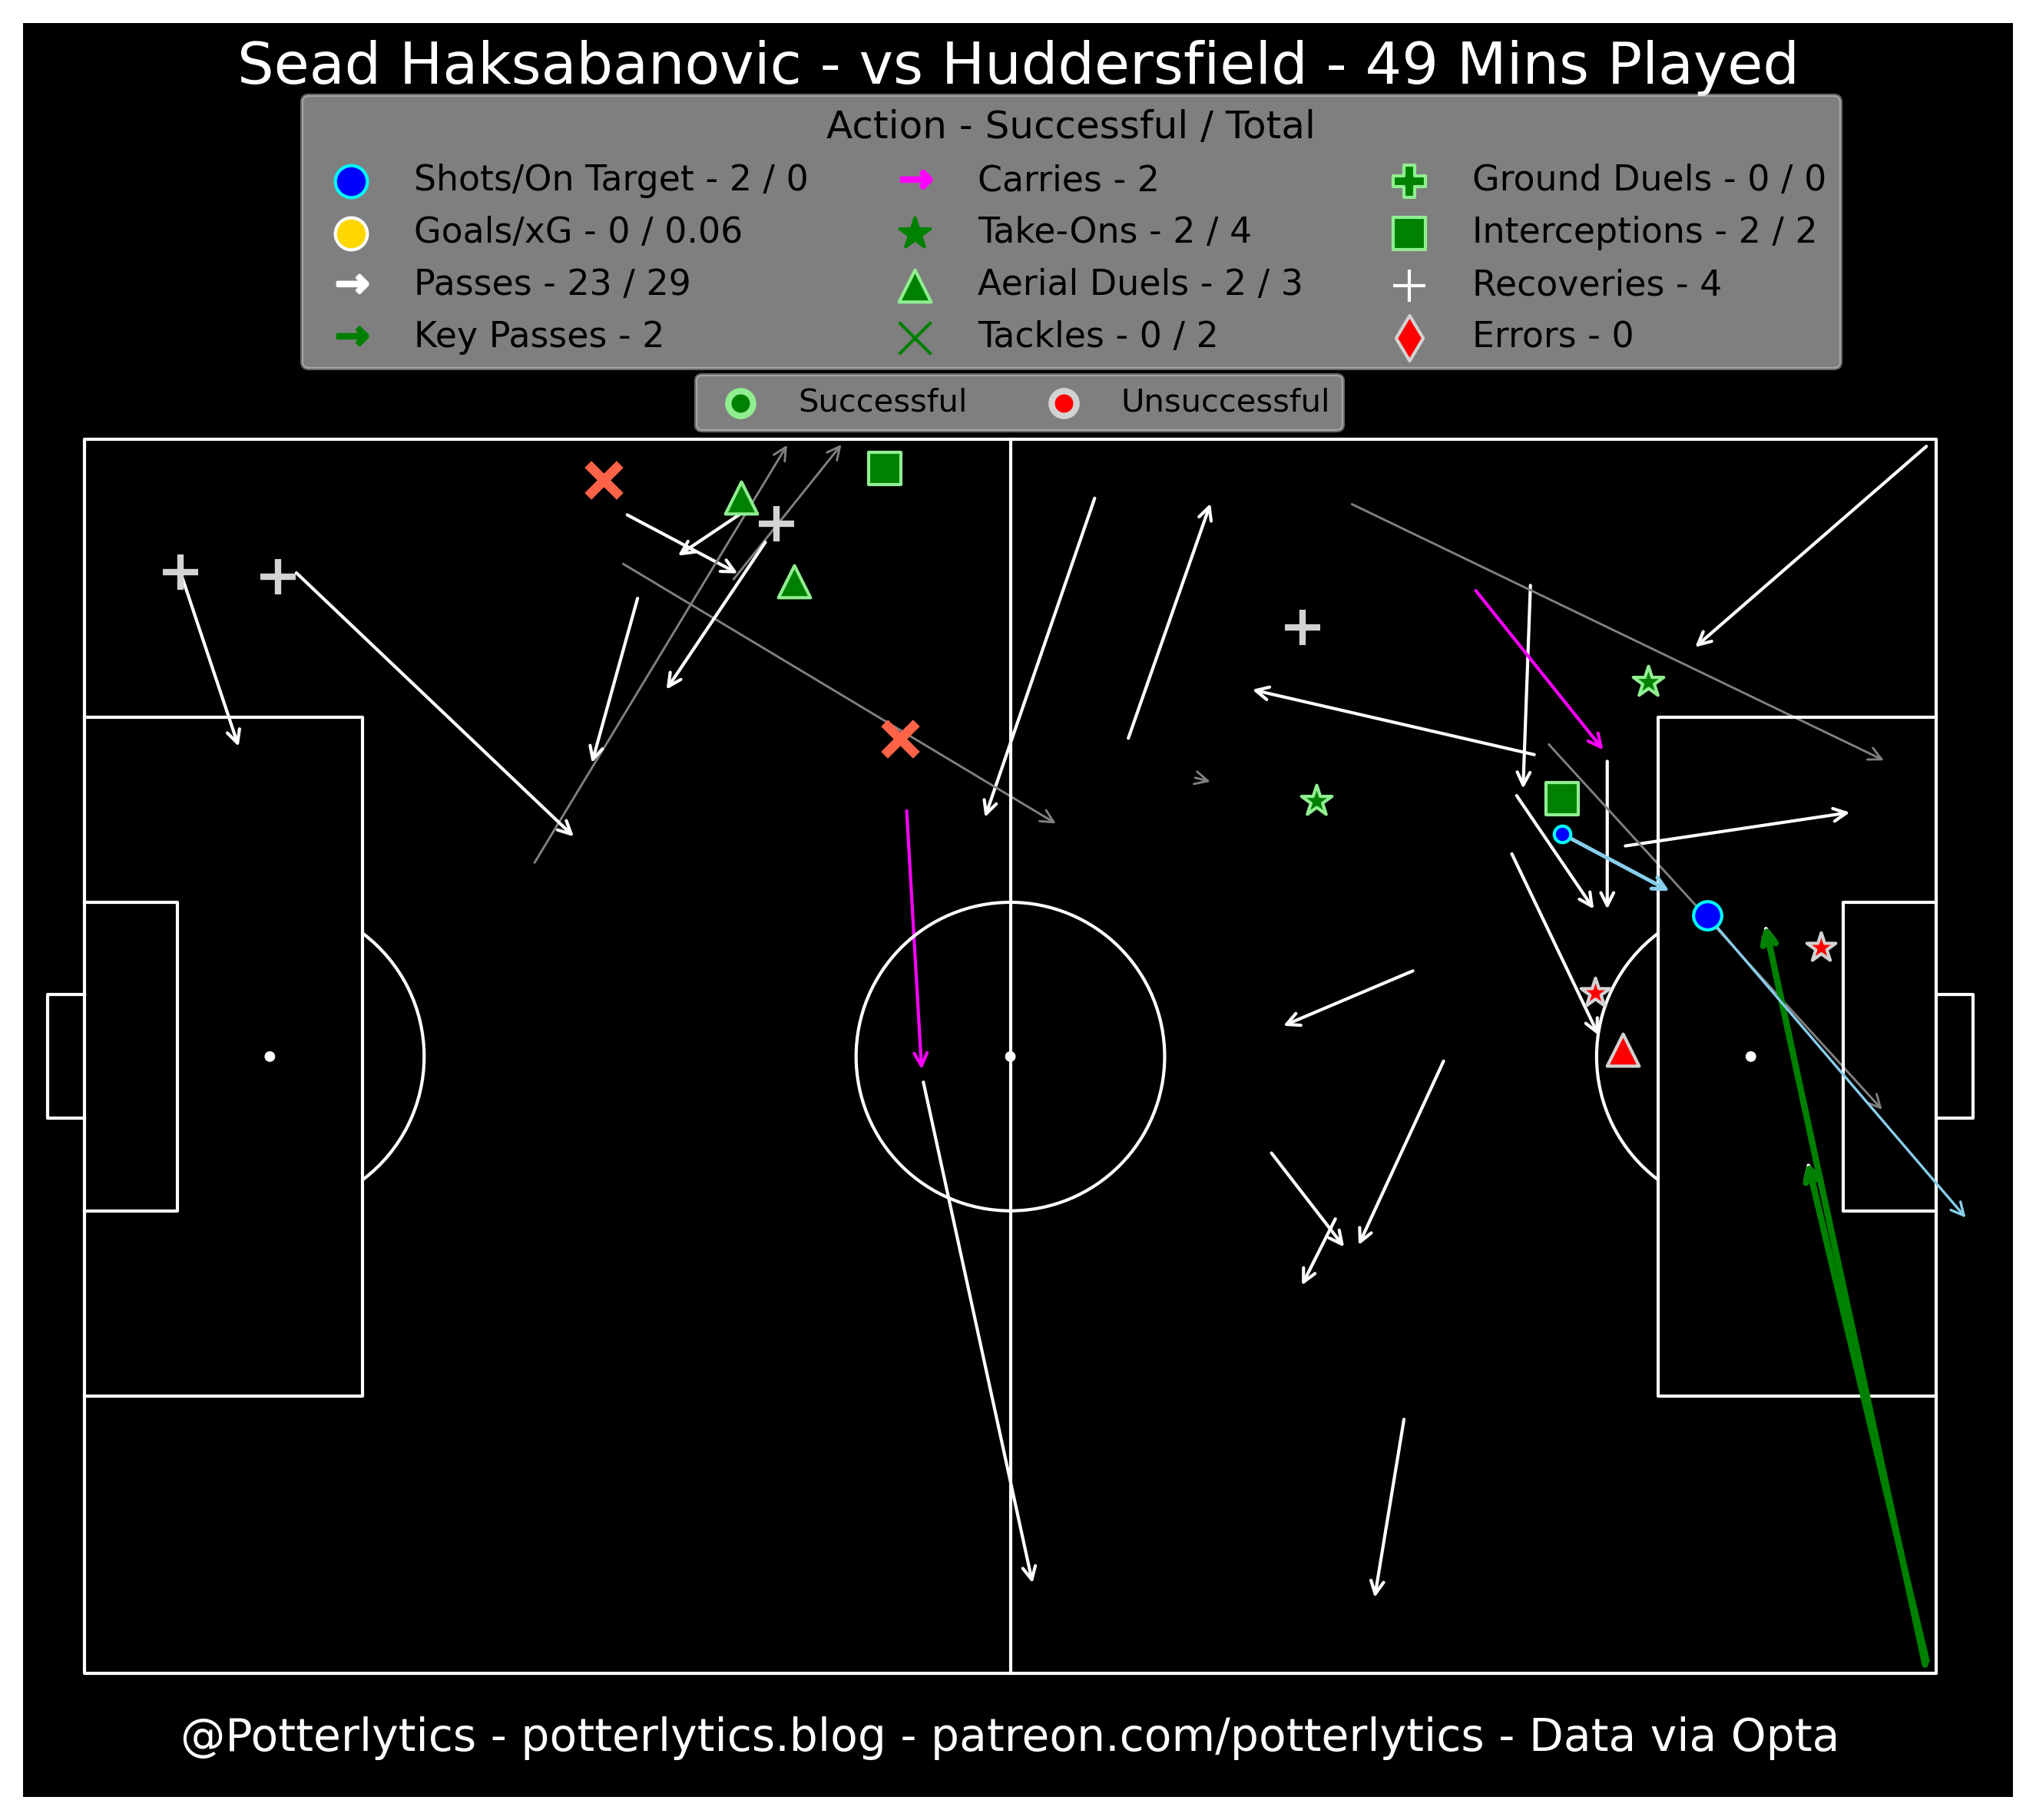 Sead Haksabanovic - vs Huddersfield - 49 Mins Played
Action - Successful / Total
Shots/On Target - 2 / 0
Goals/xG - 0 / 0.06
Passes - 23 / 29
Key Passes - 2
Carries - 2
Take-Ons - 2 / 4
Aerial Duels - 2 / 3
Tackles - 0 / 2
Ground Duels - 0 / 0
Interceptions - 2 / 2
Recoveries - 4
Errors - 0
Successful
Unsuccessful
@Potterlytics - potterlytics.blog - patreon.com/potterlytics - Data via Opta